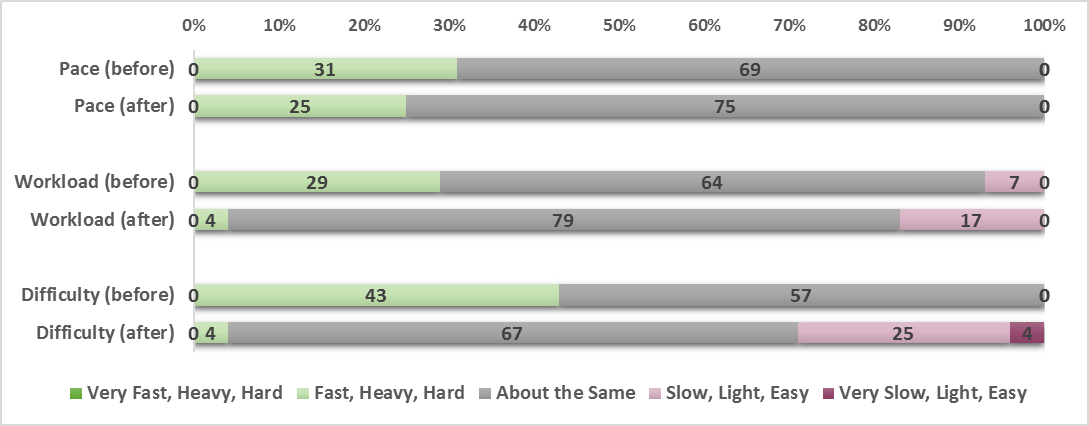 0% 10% 20% 30% 40% 50% 60% 70% 80% 90% 100%
Pace (before) 0 31 69 0
Pace (after) 0 25 75 0
Workload (before) 0 29 64 7 0
Workload (after) 0 4 79 17 0
Difficulty (before) 0 43 57 0
Difficulty (after) 0 4 67 25 4
Very Fast, Heavy, Hard Fast, Heavy, Hard About the Same Slow, Light, Easy Very Slow, Light, Easy